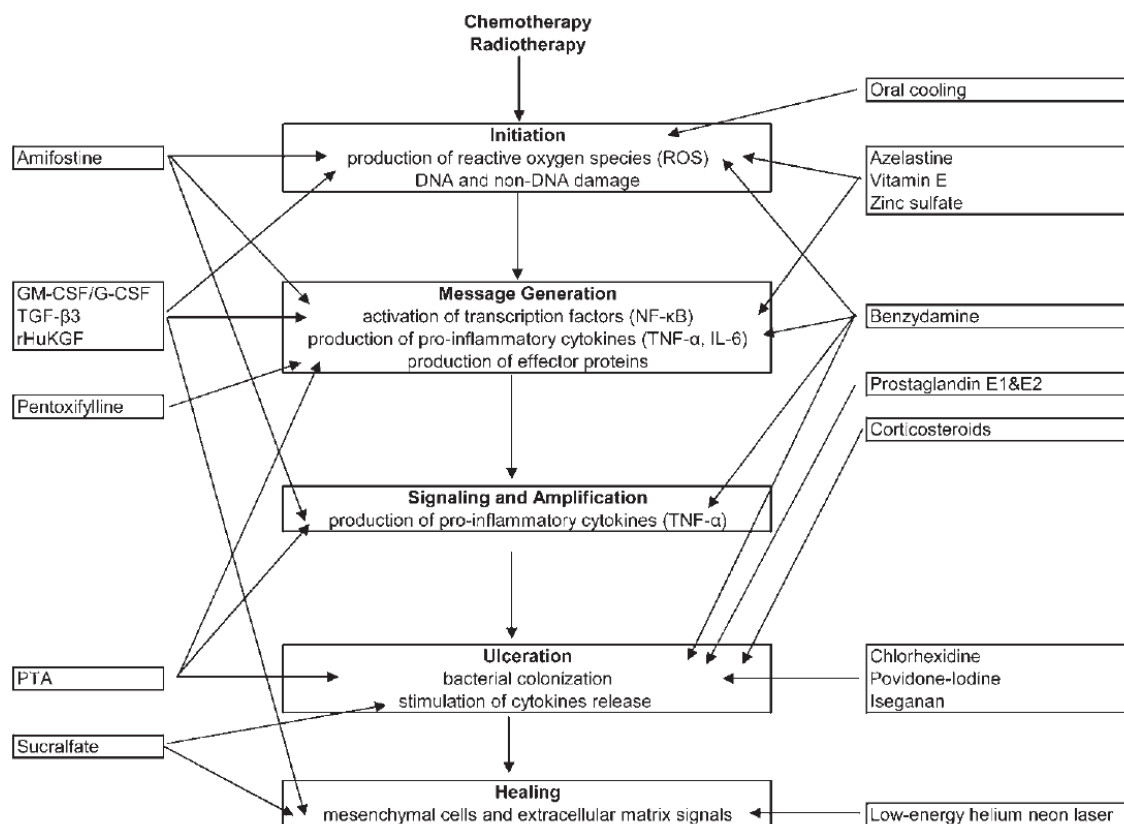 Chemotherapy
Radiotherapy
Oral cooling
Initiation
production of reactive oxygen species (ROS)
DNA and non-DNA damage
Amifostine
Azelastine
Vitamin E
Zinc sulfate
GM-CSF/G-CSF
TGF-β3
rHuKGF
Message Generation
activation of transcription factors (NF-κB)
production of pro-inflammatory cytokines (TNF-α, IL-6)
production of effector proteins
Benzydamine
Pentoxifylline
Prostaglandin E1&E2
Corticosteroids
Signaling and Amplification
production of pro-inflammatory cytokines (TNF-α)
PTA
Ulceration
bacterial colonization
stimulation of cytokines release
Chlorhexidine
Povidone-Iodine
Iseganan
Sucralfate
Healing
mesenchymal cells and extracellular matrix signals
Low-energy helium neon laser